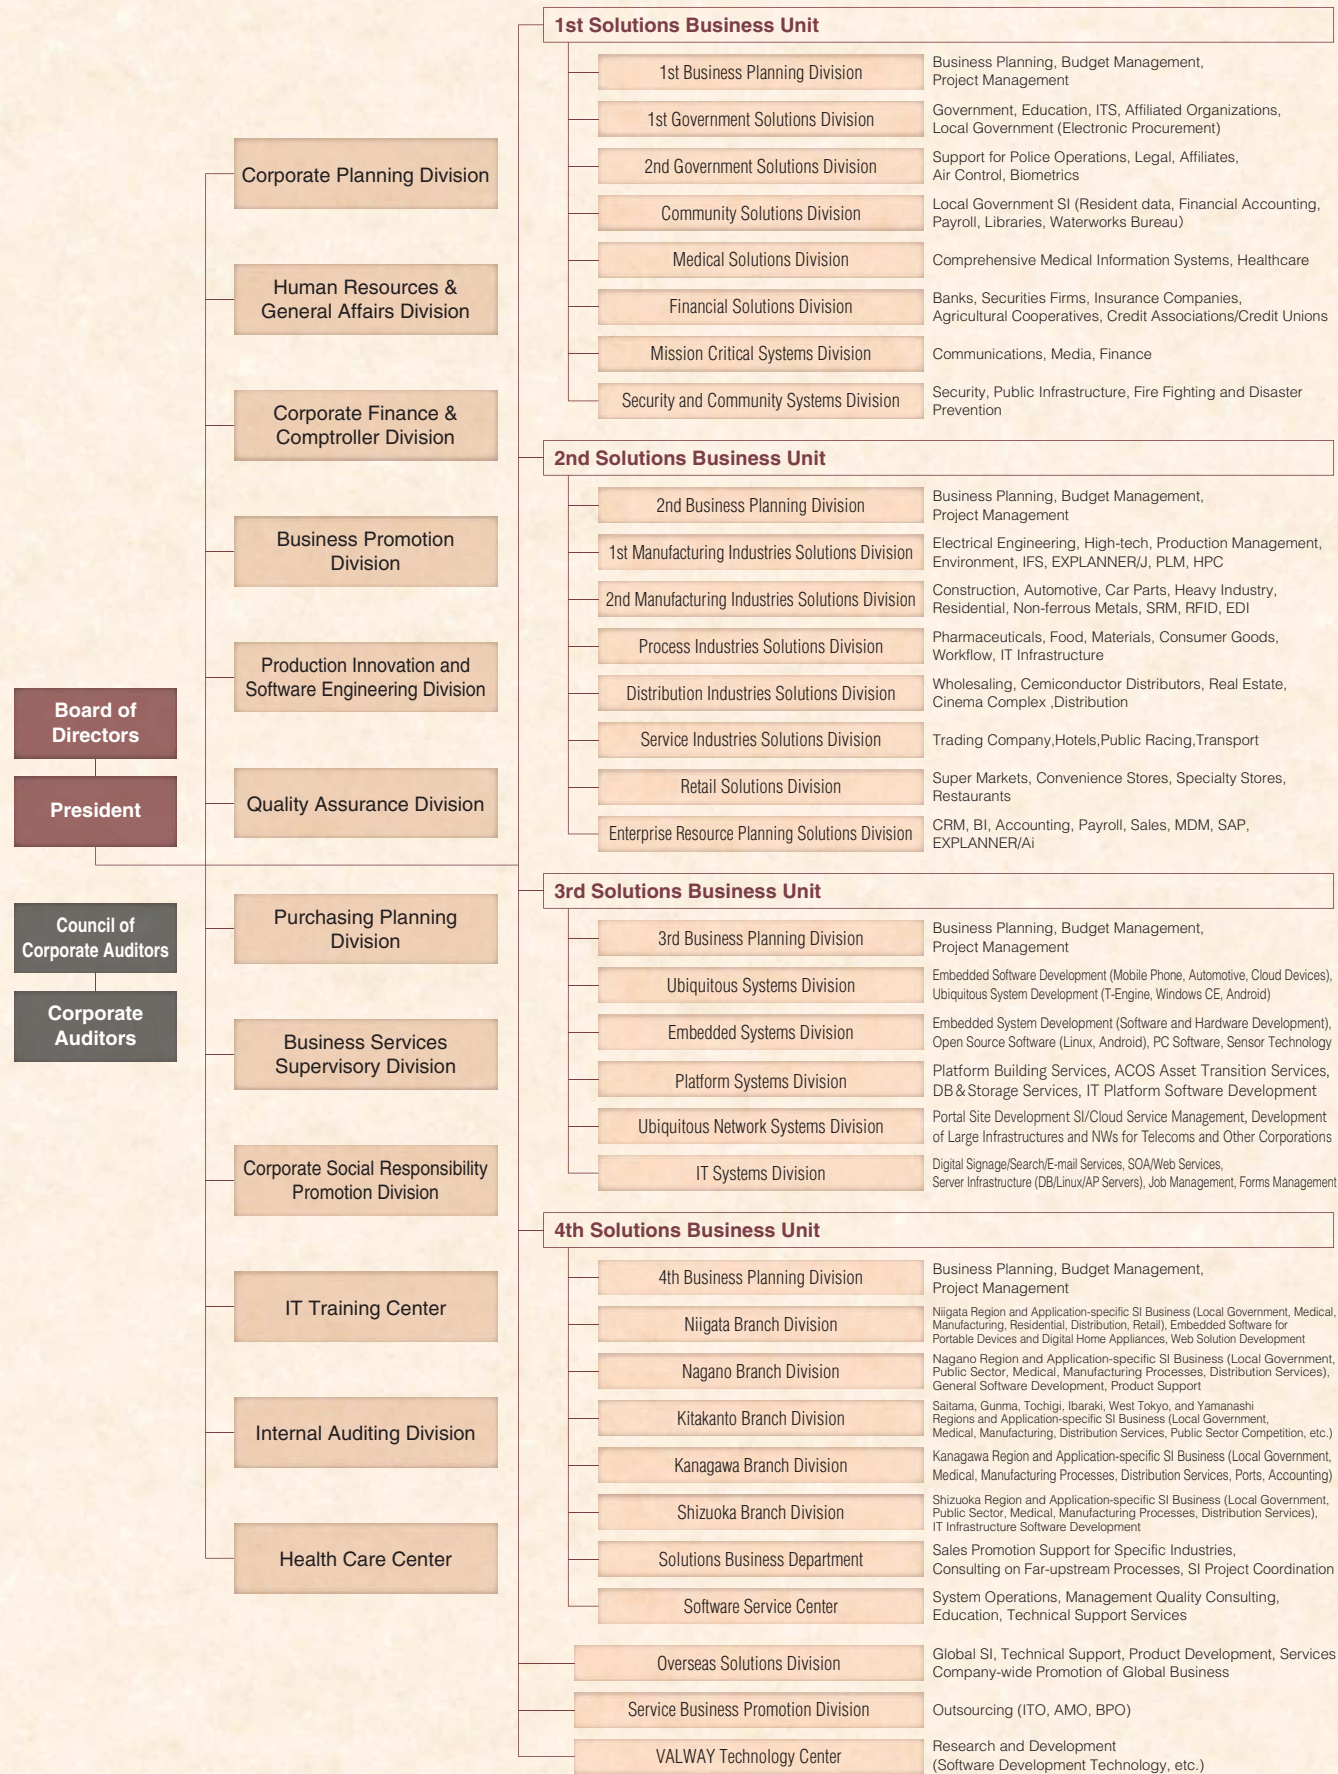 Board of
Directors
President
Council of
Corporate Auditors
Corporate
Auditors
Corporate Planning Division
Human Resources &
General Affairs Division
Corporate Finance &
Comptroller Division
Business Promotion
Division
Production Innovation and
Software Engineering Division
Quality Assurance Division
Purchasing Planning
Division
Business Services
Supervisory Division
Corporate Social Responsibility
Promotion Division
IT Training Center
Internal Auditing Division
Health Care Center
1st Solutions Business Unit
1st Business Planning Division
Business Planning, Budget Management,
Project Management
1st Government Solutions Division
Government, Education, ITS, Affiliated Organizations,
Local Government (Electronic Procurement)
2nd Government Solutions Division
Support for Police Operations, Legal, Affiliates,
Air Control, Biometrics
Community Solutions Division
Local Government SI (Resident data, Financial Accounting,
Payroll, Libraries, Waterworks Bureau)
Medical Solutions Division
Comprehensive Medical Information Systems, Healthcare
Financial Solutions Division
Banks, Securities Firms, Insurance Companies,
Agricultural Cooperatives, Credit Associations/Credit Unions
Mission Critical Systems Division
Communications, Media, Finance
Security and Community Systems Division
Security, Public Infrastructure, Fire Fighting and Disaster
Prevention
2nd Solutions Business Unit
2nd Business Planning Division
Business Planning, Budget Management,
Project Management
1st Manufacturing Industries Solutions Division
Electrical Engineering, High-tech, Production Management,
Environment, IFS, EXPLANNER/J, PLM, HPC
2nd Manufacturing Industries Solutions Division
Construction, Automotive, Car Parts, Heavy Industry,
Residential, Non-ferrous Metals, SRM, RFID, EDI
Process Industries Solutions Division
Pharmaceuticals, Food, Materials, Consumer Goods,
Workflow, IT Infrastructure
Distribution Industries Solutions Division
Wholesaling, Cemiconductor Distributors, Real Estate,
Cinema Complex ,Distribution
Service Industries Solutions Division
Trading Company,Hotels,Public Racing,Transport
Retail Solutions Division
Super Markets, Convenience Stores, Specialty Stores,
Restaurants
Enterprise Resource Planning Solutions Division
CRM, BI, Accounting, Payroll, Sales, MDM, SAP,
EXPLANNER/Ai
3rd Solutions Business Unit
3rd Business Planning Division
Business Planning, Budget Management,
Project Management
Ubiquitous Systems Division
Embedded Software Development (Mobile Phone, Automotive, Cloud Devices),
Ubiquitous System Development (T-Engine, Windows CE, Android)
Embedded Systems Division
Embedded System Development (Software and Hardware Development),
Open Source Software (Linux, Android), PC Software, Sensor Technology
Platform Systems Division
Platform Building Services, ACOS Asset Transition Services,
DB & Storage Services, IT Platform Software Development
Ubiquitous Network Systems Division
Portal Site Development SI/Cloud Service Management, Development
of Large Infrastructures and NWs for Telecoms and Other Corporations
IT Systems Division
Digital Signage/Search/E-mail Services, SOA/Web Services,
Server Infrastructure (DB/Linux/AP Servers), Job Management, Forms Management
4th Solutions Business Unit
4th Business Planning Division
Business Planning, Budget Management,
Project Management
Niigata Branch Division
Niigata Region and Application-specific SI Business (Local Government, Medical,
Manufacturing, Residential, Distribution, Retail), Embedded Software for
Portable Devices and Digital Home Appliances, Web Solution Development
Nagano Branch Division
Nagano Region and Application-specific SI Business (Local Government,
Public Sector, Medical, Manufacturing Processes, Distribution Services),
General Software Development, Product Support
Kitakanto Branch Division
Saitama, Gunma, Tochigi, Ibaraki, West Tokyo, and Yamanashi
Regions and Application-specific SI Business (Local Government,
Medical, Manufacturing, Distribution Services, Public Sector Competition, etc.)
Kanagawa Branch Division
Kanagawa Region and Application-specific SI Business (Local Government,
Medical, Manufacturing Processes, Distribution Services, Ports, Accounting)
Shizuoka Branch Division
Shizuoka Region and Application-specific SI Business (Local Government,
Public Sector, Medical, Manufacturing Processes, Distribution Services),
IT Infrastructure Software Development
Solutions Business Department
Sales Promotion Support for Specific Industries,
Consulting on Far-upstream Processes, SI Project Coordination
Software Service Center
System Operations, Management Quality Consulting,
Education, Technical Support Services
Overseas Solutions Division
Global SI, Technical Support, Product Development, Services
Company-wide Promotion of Global Business
Service Business Promotion Division
Outsourcing (ITO, AMO, BPO)
VALWAY Technology Center
Research and Development
(Software Development Technology, etc.)